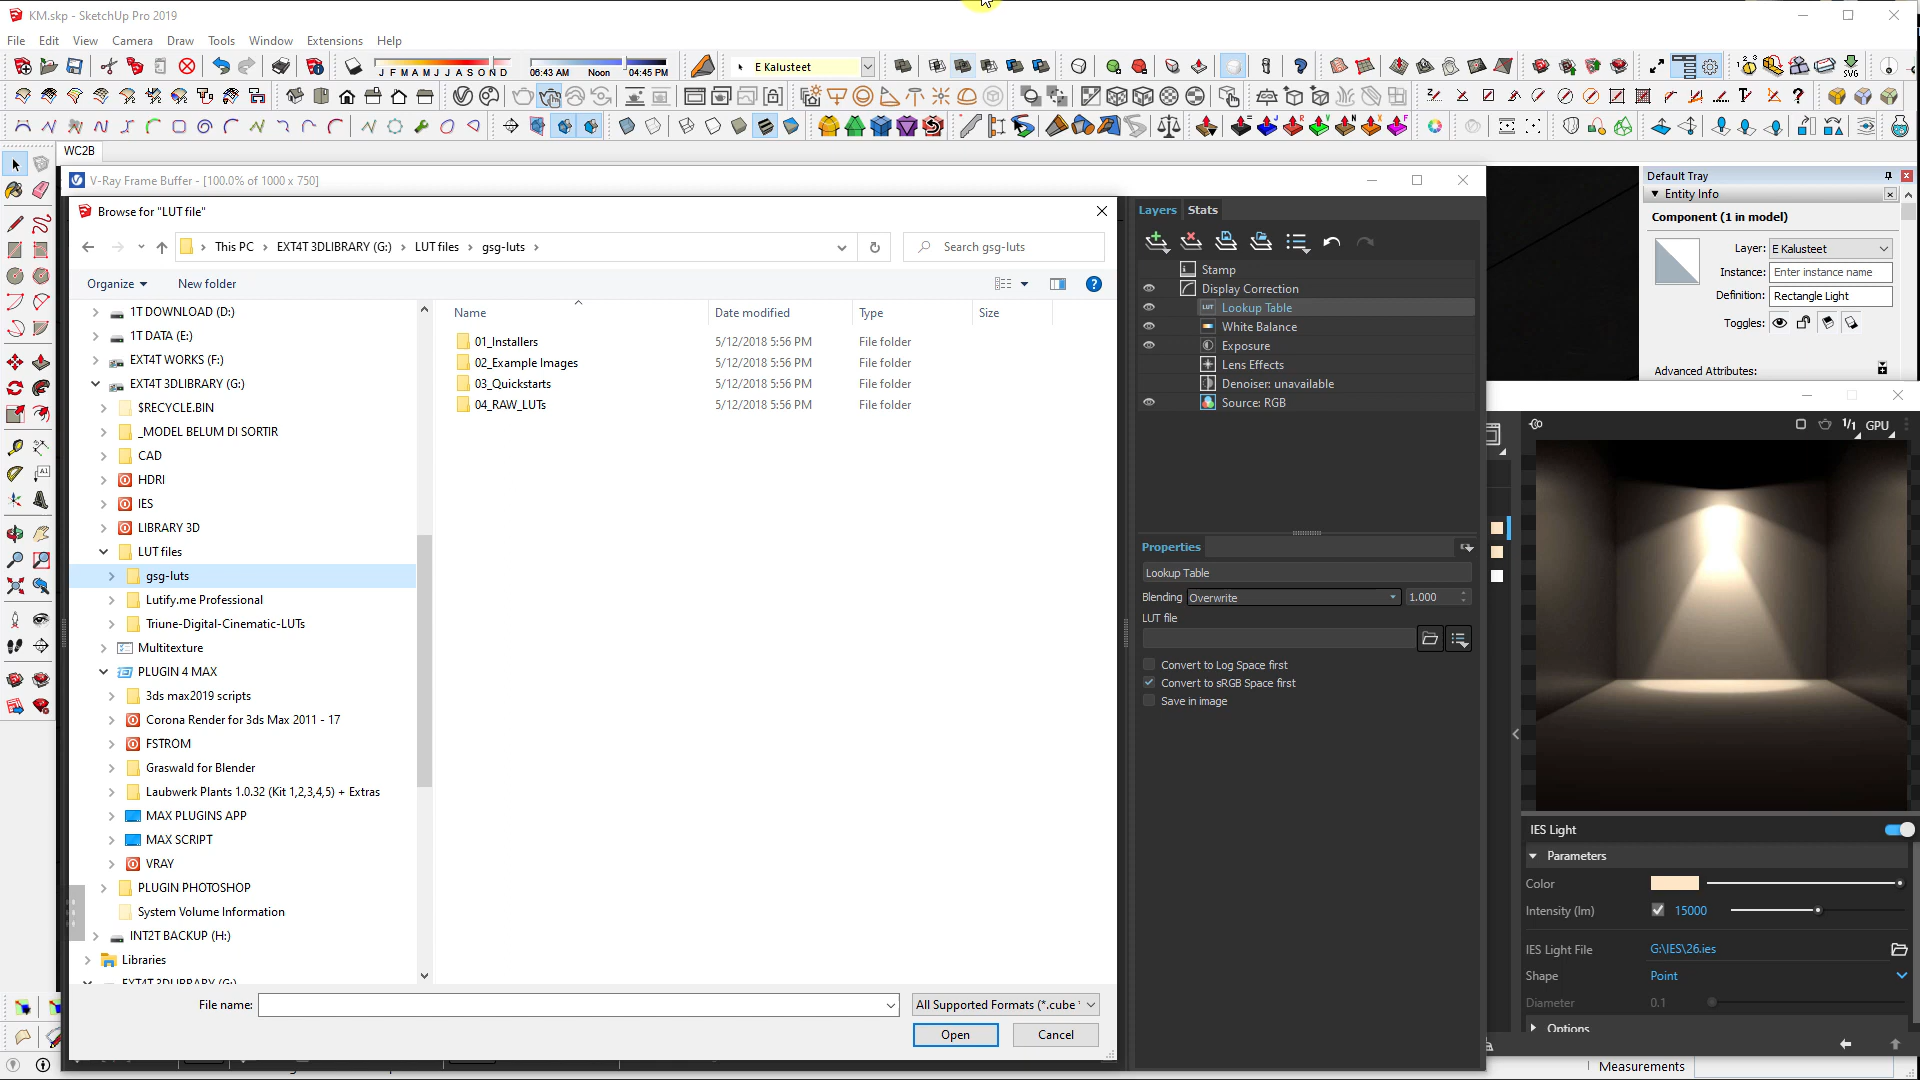 KM.skp - SketchUp Pro 2019
File Edit View Camera Draw Tools Window Extensions Help
J F M A M J J A S O N D
06:43 AM Noon 04:45 PM
E Kalusteet
SVG
WC2B
V-Ray Frame Buffer - [100.0% of 1000 x 750]
Browse for "LUT file"
This PC > EXT4T 3DLIBRARY (G:) > LUT files > gsg-luts >
Search gsg-luts
Organize
New folder
1T DOWNLOAD (D:)
1T DATA (E:)
EXT4T WORKS (F:)
EXT4T 3DLIBRARY (G:)
$RECYCLE.BIN
_MODEL BELUM DI SORTIR
CAD
HDRI
IES
LIBRARY 3D
LUT files
gsg-luts
Lutify.me Professional
Triune-Digital-Cinematic-LUTs
Multitexture
PLUGIN 4 MAX
3ds max2019 scripts
Corona Render for 3ds Max 2011 - 17
FSTROM
Graswald for Blender
Laubwerk Plants 1.0.32 (Kit 1,2,3,4,5) + Extras
MAX PLUGINS APP
MAX SCRIPT
VRAY
PLUGIN PHOTOSHOP
System Volume Information
INT2T BACKUP (H:)
Libraries
EXT4T 3DLIBRARY (G:)
Name Date modified Type Size
01_Installers 5/12/2018 5:56 PM File folder
02_Example Images 5/12/2018 5:56 PM File folder
03_Quickstarts 5/12/2018 5:56 PM File folder
04_RAW_LUTs 5/12/2018 5:56 PM File folder
File name:
All Supported Formats (*.cube
Open
Cancel
Layers Stats
Stamp
Display Correction
LUT Lookup Table
White Balance
Exposure
Lens Effects
Denoiser: unavailable
Source: RGB
Properties
Lookup Table
Blending Overwrite 1.000
LUT file
Convert to Log Space first
Convert to sRGB Space first
Save in image
Default Tray
Entity Info
Component (1 in model)
Layer: E Kalusteet
Instance: Enter instance name
Definition: Rectangle Light
Toggles:
Advanced Attributes:
1/1 GPU
IES Light
Parameters
Color
Intensity (lm) 15000
IES Light File G:\IES\26.ies
Shape Point
Diameter 0.1
Options
Measurements